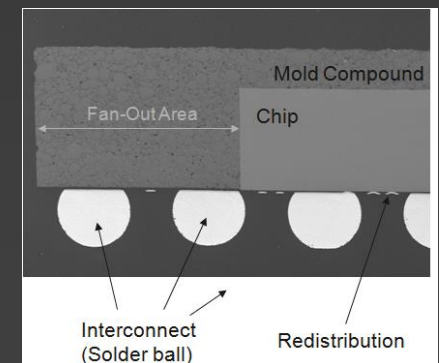 Mold Compound
Fan-Out Area
Chip
Interconnect
(Solder ball)
Redistribution